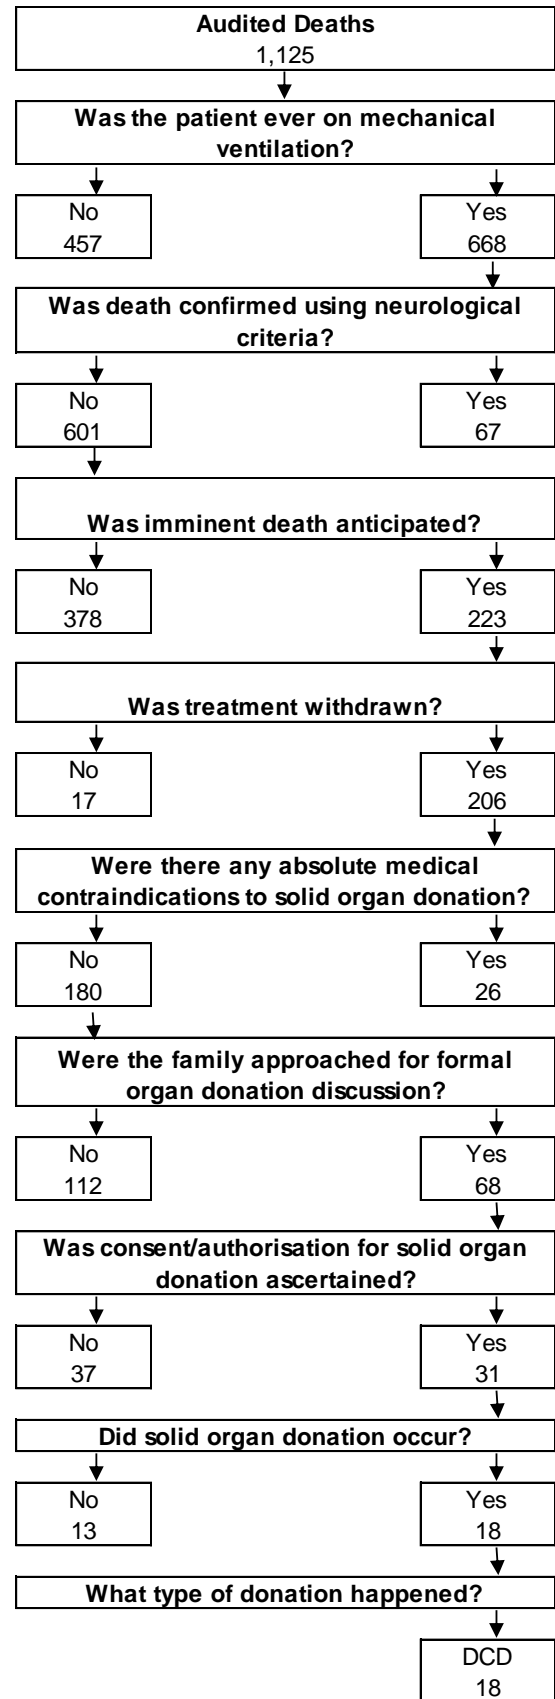 Audited Deaths
1,125
Was the patient ever on mechanical
ventilation?
No
457
Yes
668
Was death confirmed using neurological
criteria?
No
601
Yes
67
Was imminent death anticipated?
No
378
Yes
223
Was treatment withdrawn?
No
17
Yes
206
Were there any absolute medical
contraindications to solid organ donation?
No
180
Yes
26
Were the family approached for formal
organ donation discussion?
No
112
Yes
68
Was consent/authorisation for solid organ
donation ascertained?
No
37
Yes
31
Did solid organ donation occur?
No
13
Yes
18
What type of donation happened?
DCD
18